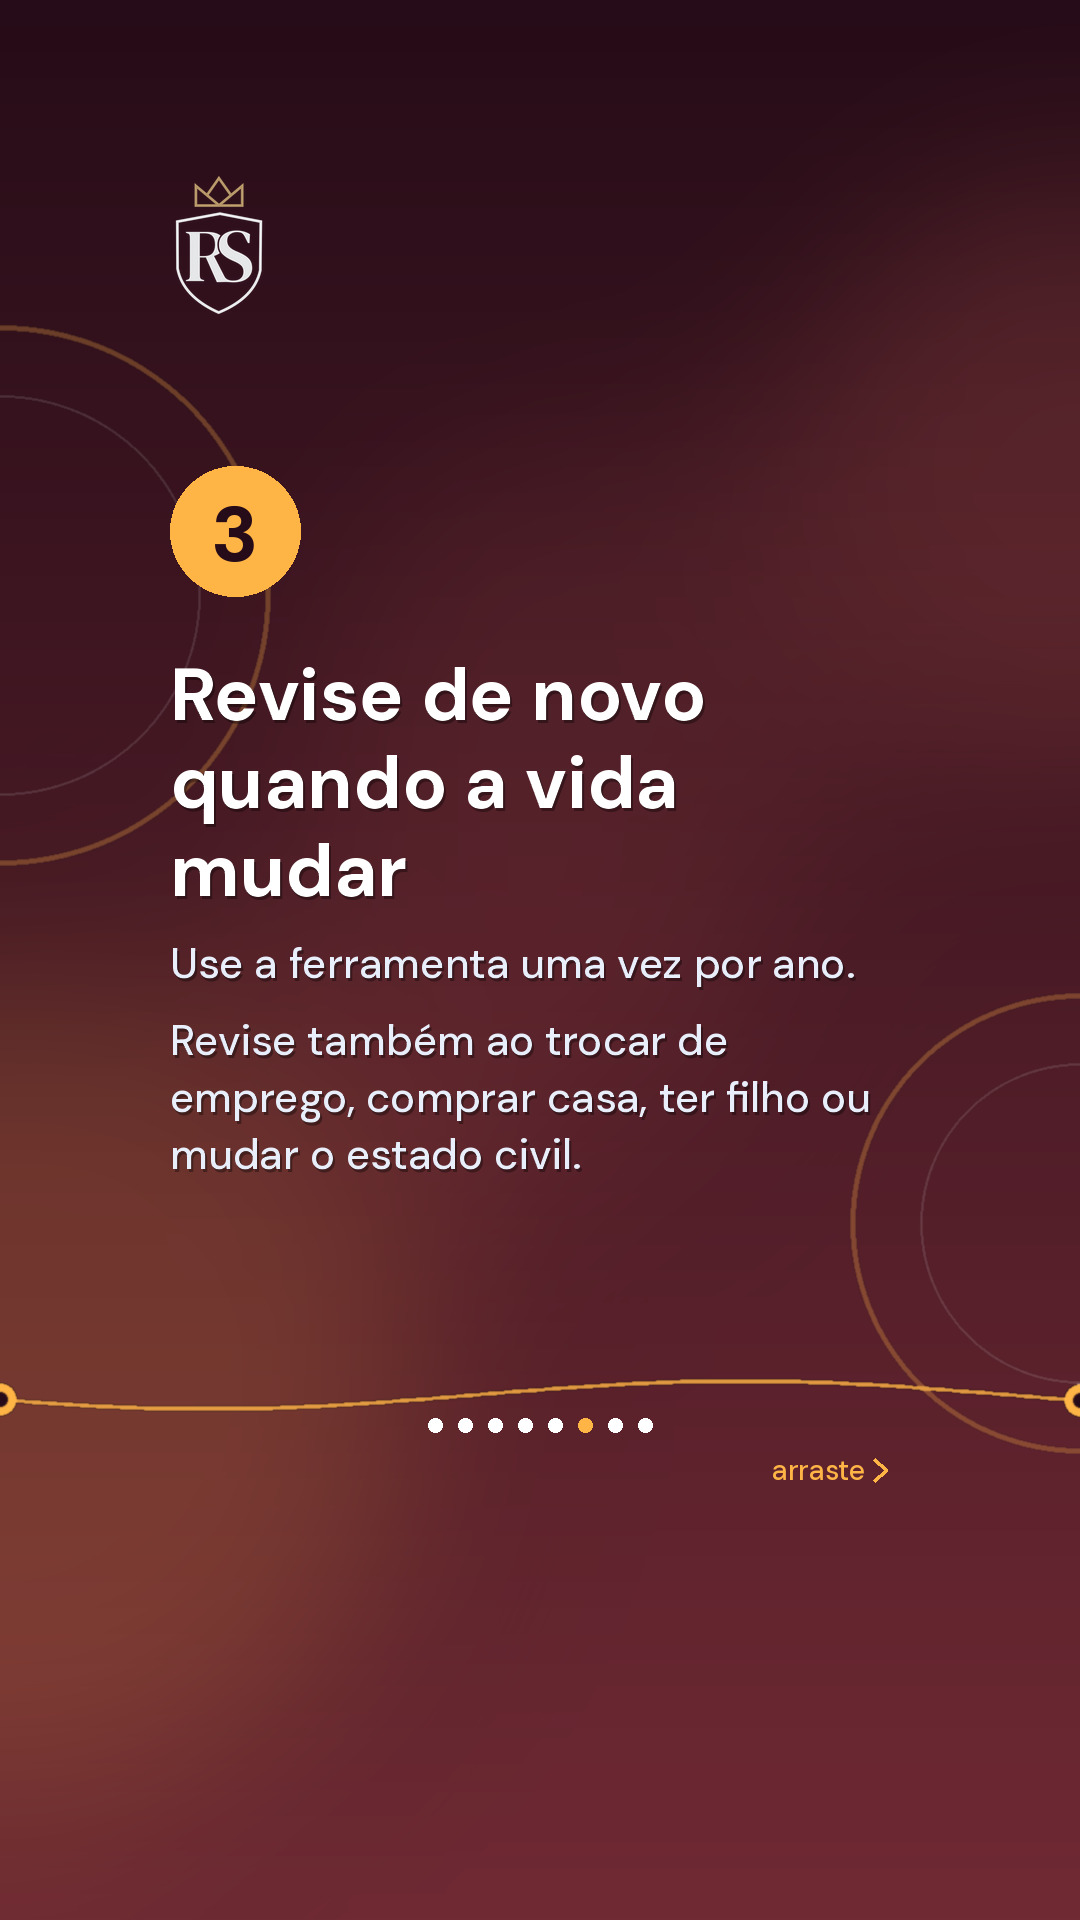 RS
3
Revise de novo
quando a vida
mudar
Use a ferramenta uma vez por ano.
Revise também ao trocar de
emprego, comprar casa, ter filho ou
mudar o estado civil.
arraste